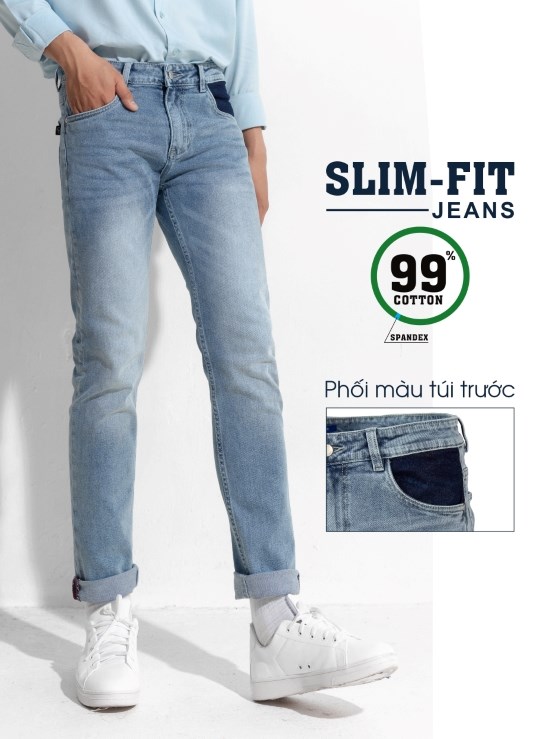 SLIM-FIT
JEANS
99%
COTTON
SPANDEX
Phối màu túi trước